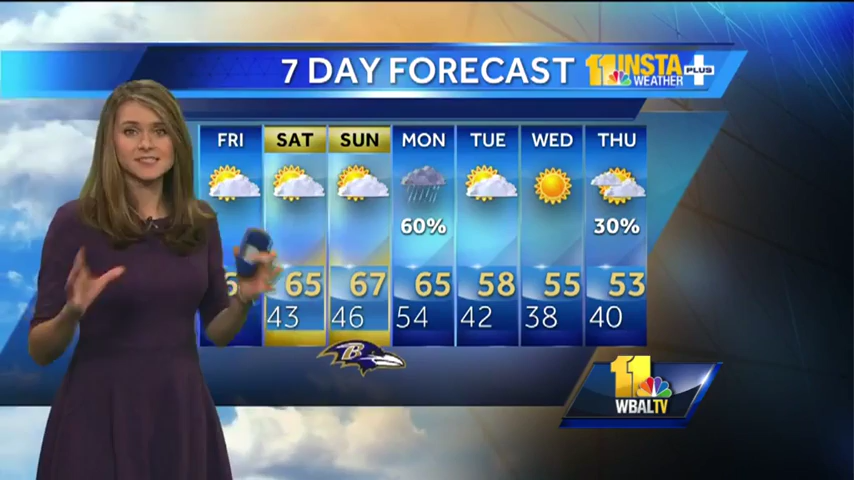 7 DAY FORECAST
11 INSTA
WEATHER
PLUS
FRI SAT SUN MON TUE WED THU
60% 30%
65 67 65 58 55 53
43 46 54 42 38 40
B
11
WBALTV